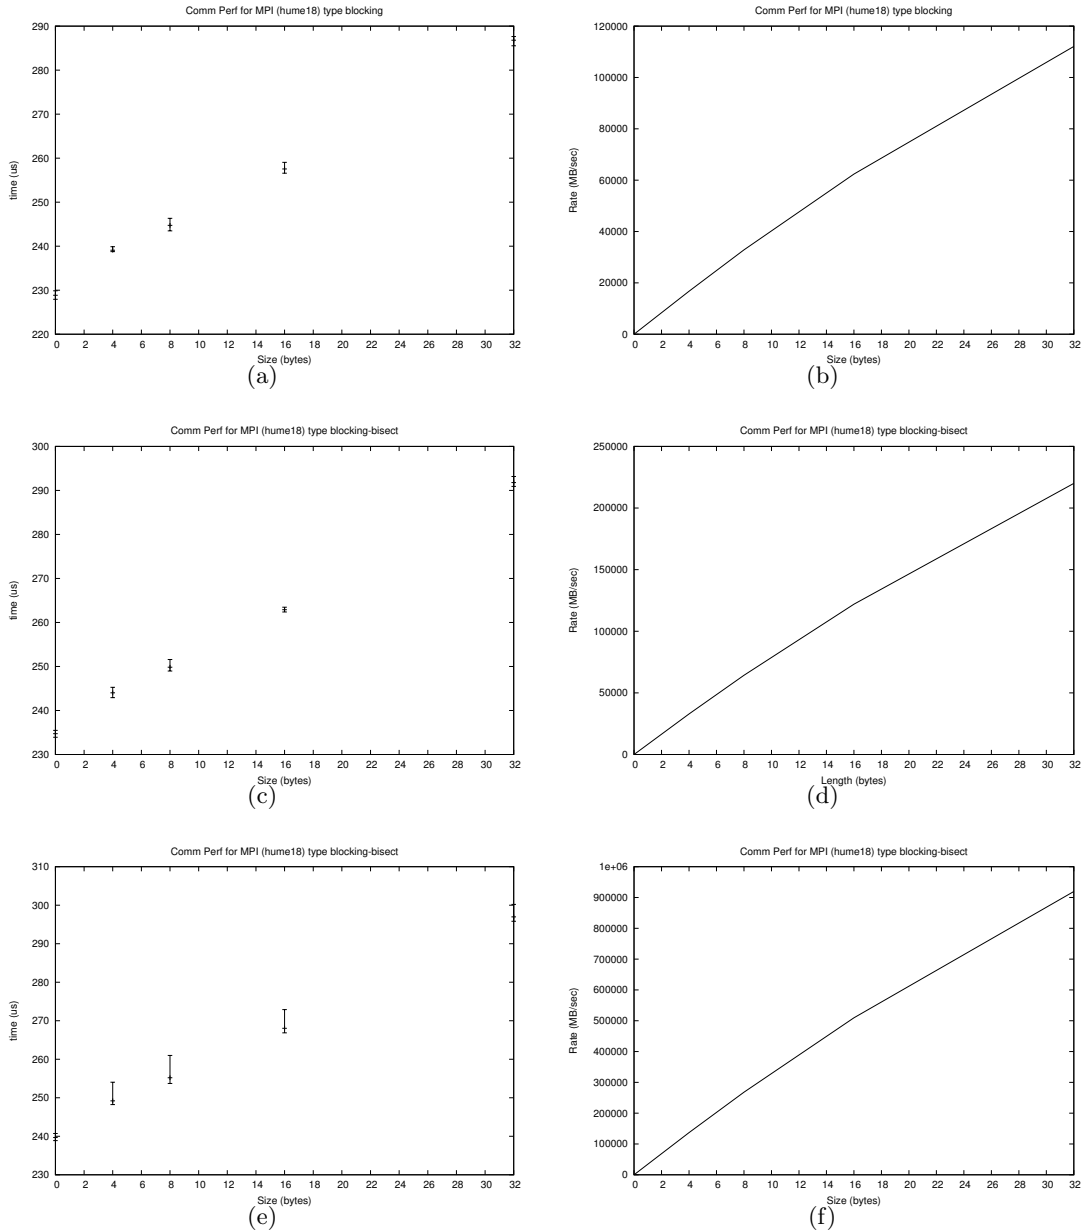 Comm Perf for MPI (hume18) type blocking
290
280
270
260
250
240
230
220
time (us)
0 2 4 6 8 10 12 14 16 18 20 22 24 26 28 30 32
Size (bytes)
(a)
Comm Perf for MPI (hume18) type blocking
120000
100000
80000
60000
40000
20000
0
Rate (MB/sec)
0 2 4 6 8 10 12 14 16 18 20 22 24 26 28 30 32
Size (bytes)
(b)
Comm Perf for MPI (hume18) type blocking-bisect
300
290
280
270
260
250
240
230
time (us)
0 2 4 6 8 10 12 14 16 18 20 22 24 26 28 30 32
Size (bytes)
(c)
Comm Perf for MPI (hume18) type blocking-bisect
250000
200000
150000
100000
50000
0
Rate (MB/sec)
0 2 4 6 8 10 12 14 16 18 20 22 24 26 28 30 32
Length (bytes)
(d)
Comm Perf for MPI (hume18) type blocking-bisect
310
300
290
280
270
260
250
240
230
time (us)
0 2 4 6 8 10 12 14 16 18 20 22 24 26 28 30 32
Size (bytes)
(e)
Comm Perf for MPI (hume18) type blocking-bisect
1e+06
900000
800000
700000
600000
500000
400000
300000
200000
100000
0
Rate (MB/sec)
0 2 4 6 8 10 12 14 16 18 20 22 24 26 28 30 32
Size (bytes)
(f)